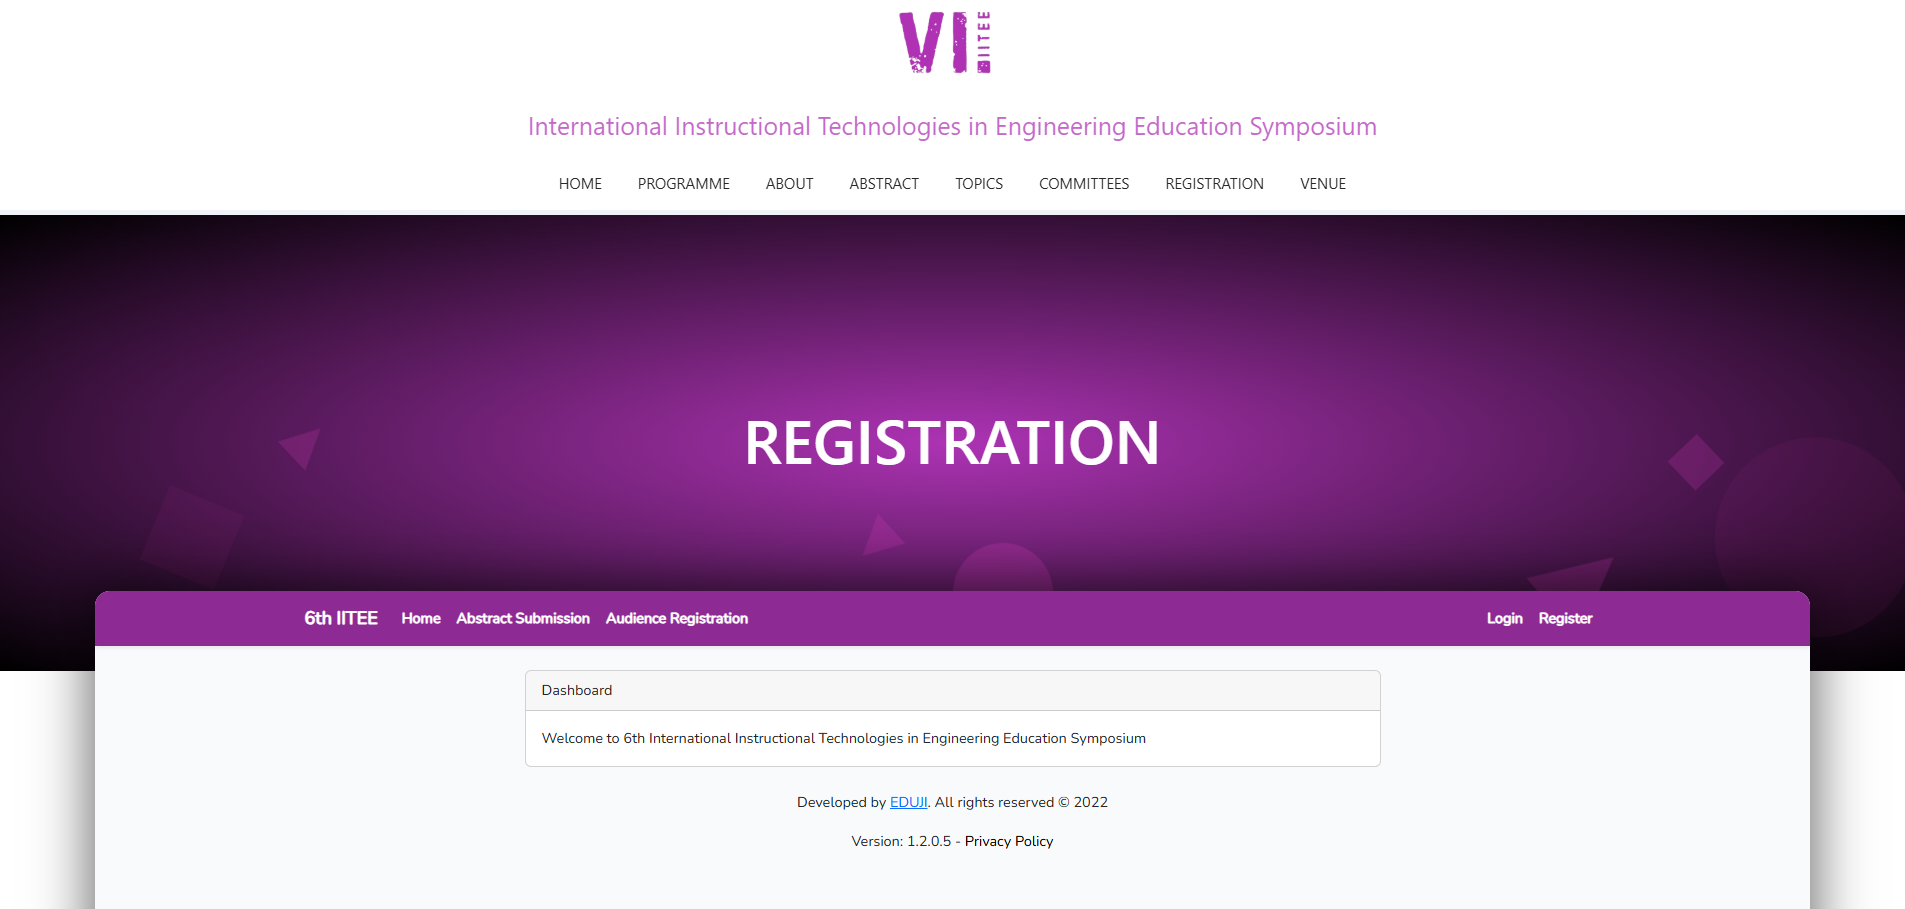 VI IITEE
International Instructional Technologies in Engineering Education Symposium
HOME PROGRAMME ABOUT ABSTRACT TOPICS COMMITTEES REGISTRATION VENUE
REGISTRATION
6th IITEE Home Abstract Submission Audience Registration Login Register
Dashboard
Welcome to 6th International Instructional Technologies in Engineering Education Symposium
Developed by EDUJI. All rights reserved © 2022
Version: 1.2.0.5 - Privacy Policy